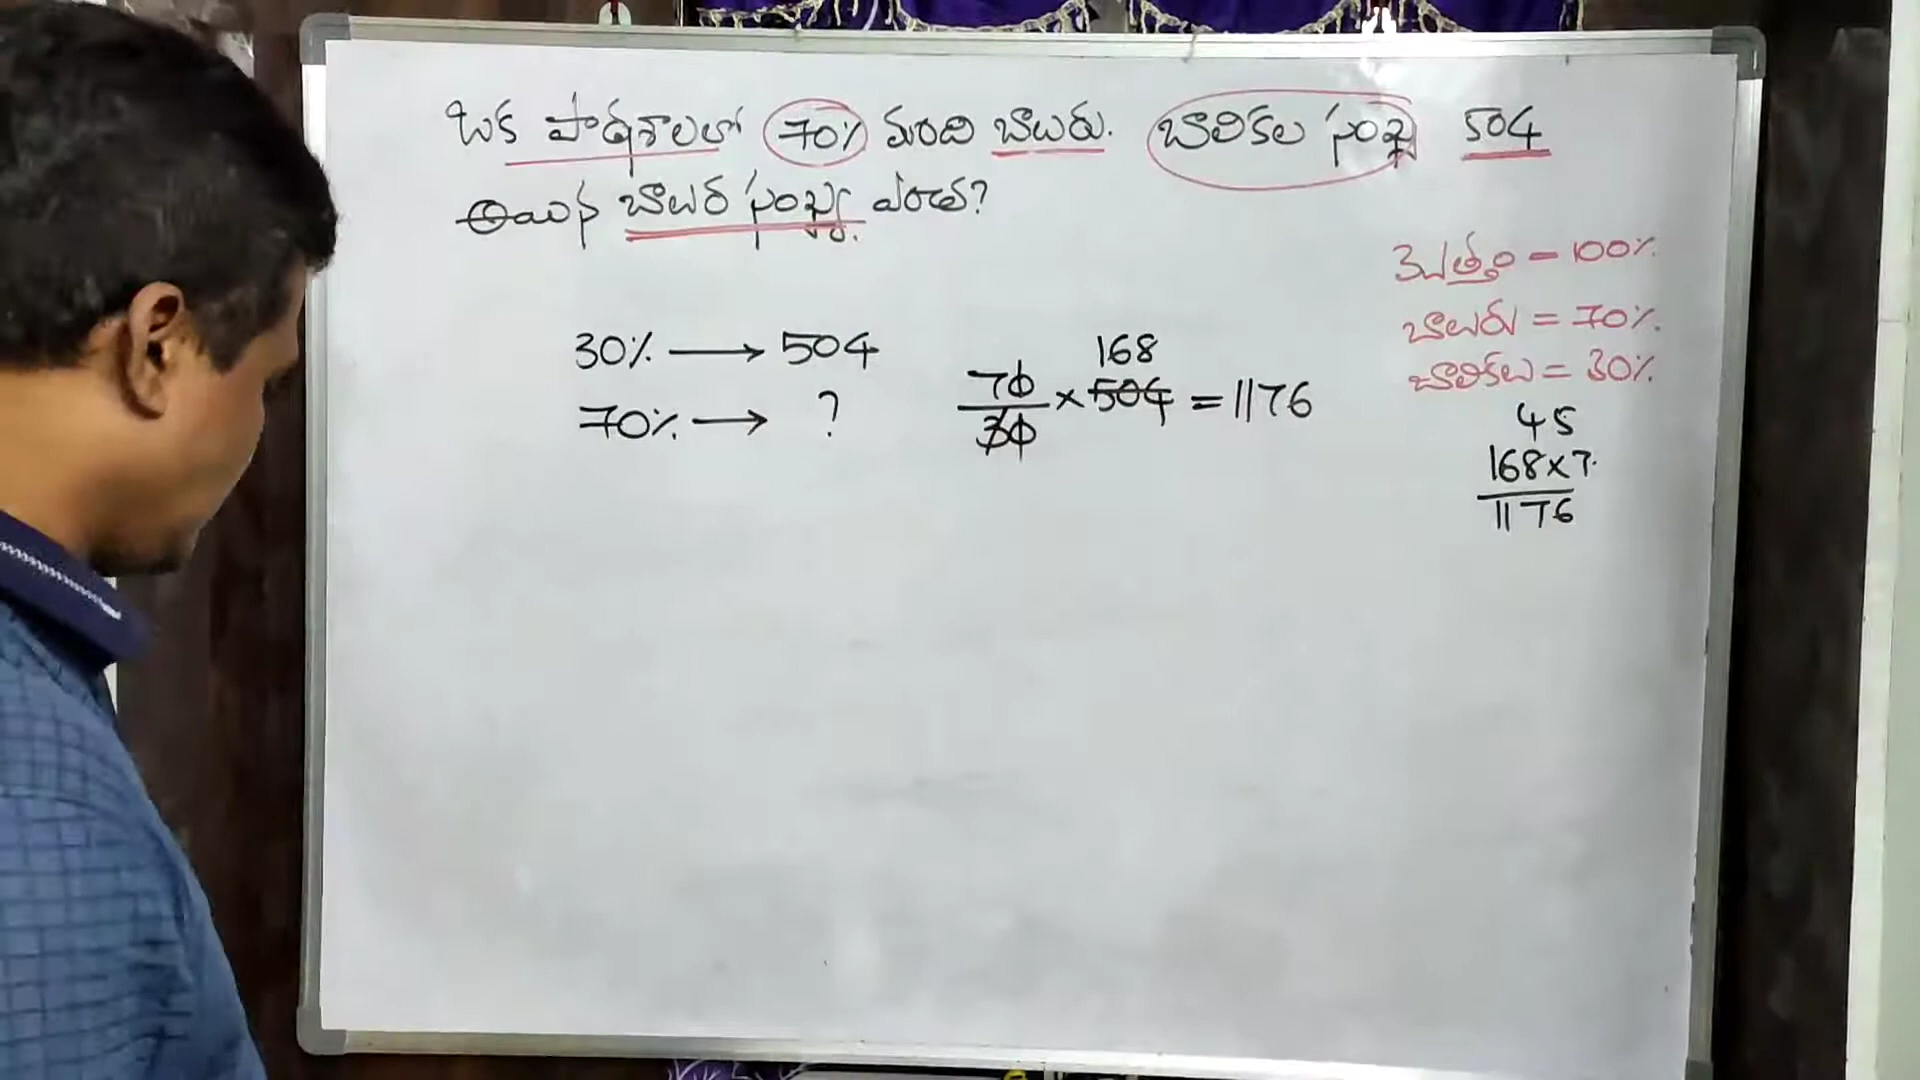 ఒక పాఠశాలలో 70% మంది బాలురు. బాలికల సంఖ్య 504
అయిన బాలుర సంఖ్య ఎంత?
మొత్తం = 100%
బాలురు = 70%
బాలికలు = 30%
30% → 504
70% → ?
168
70/30 × 504 = 1176
45
168×7
1176